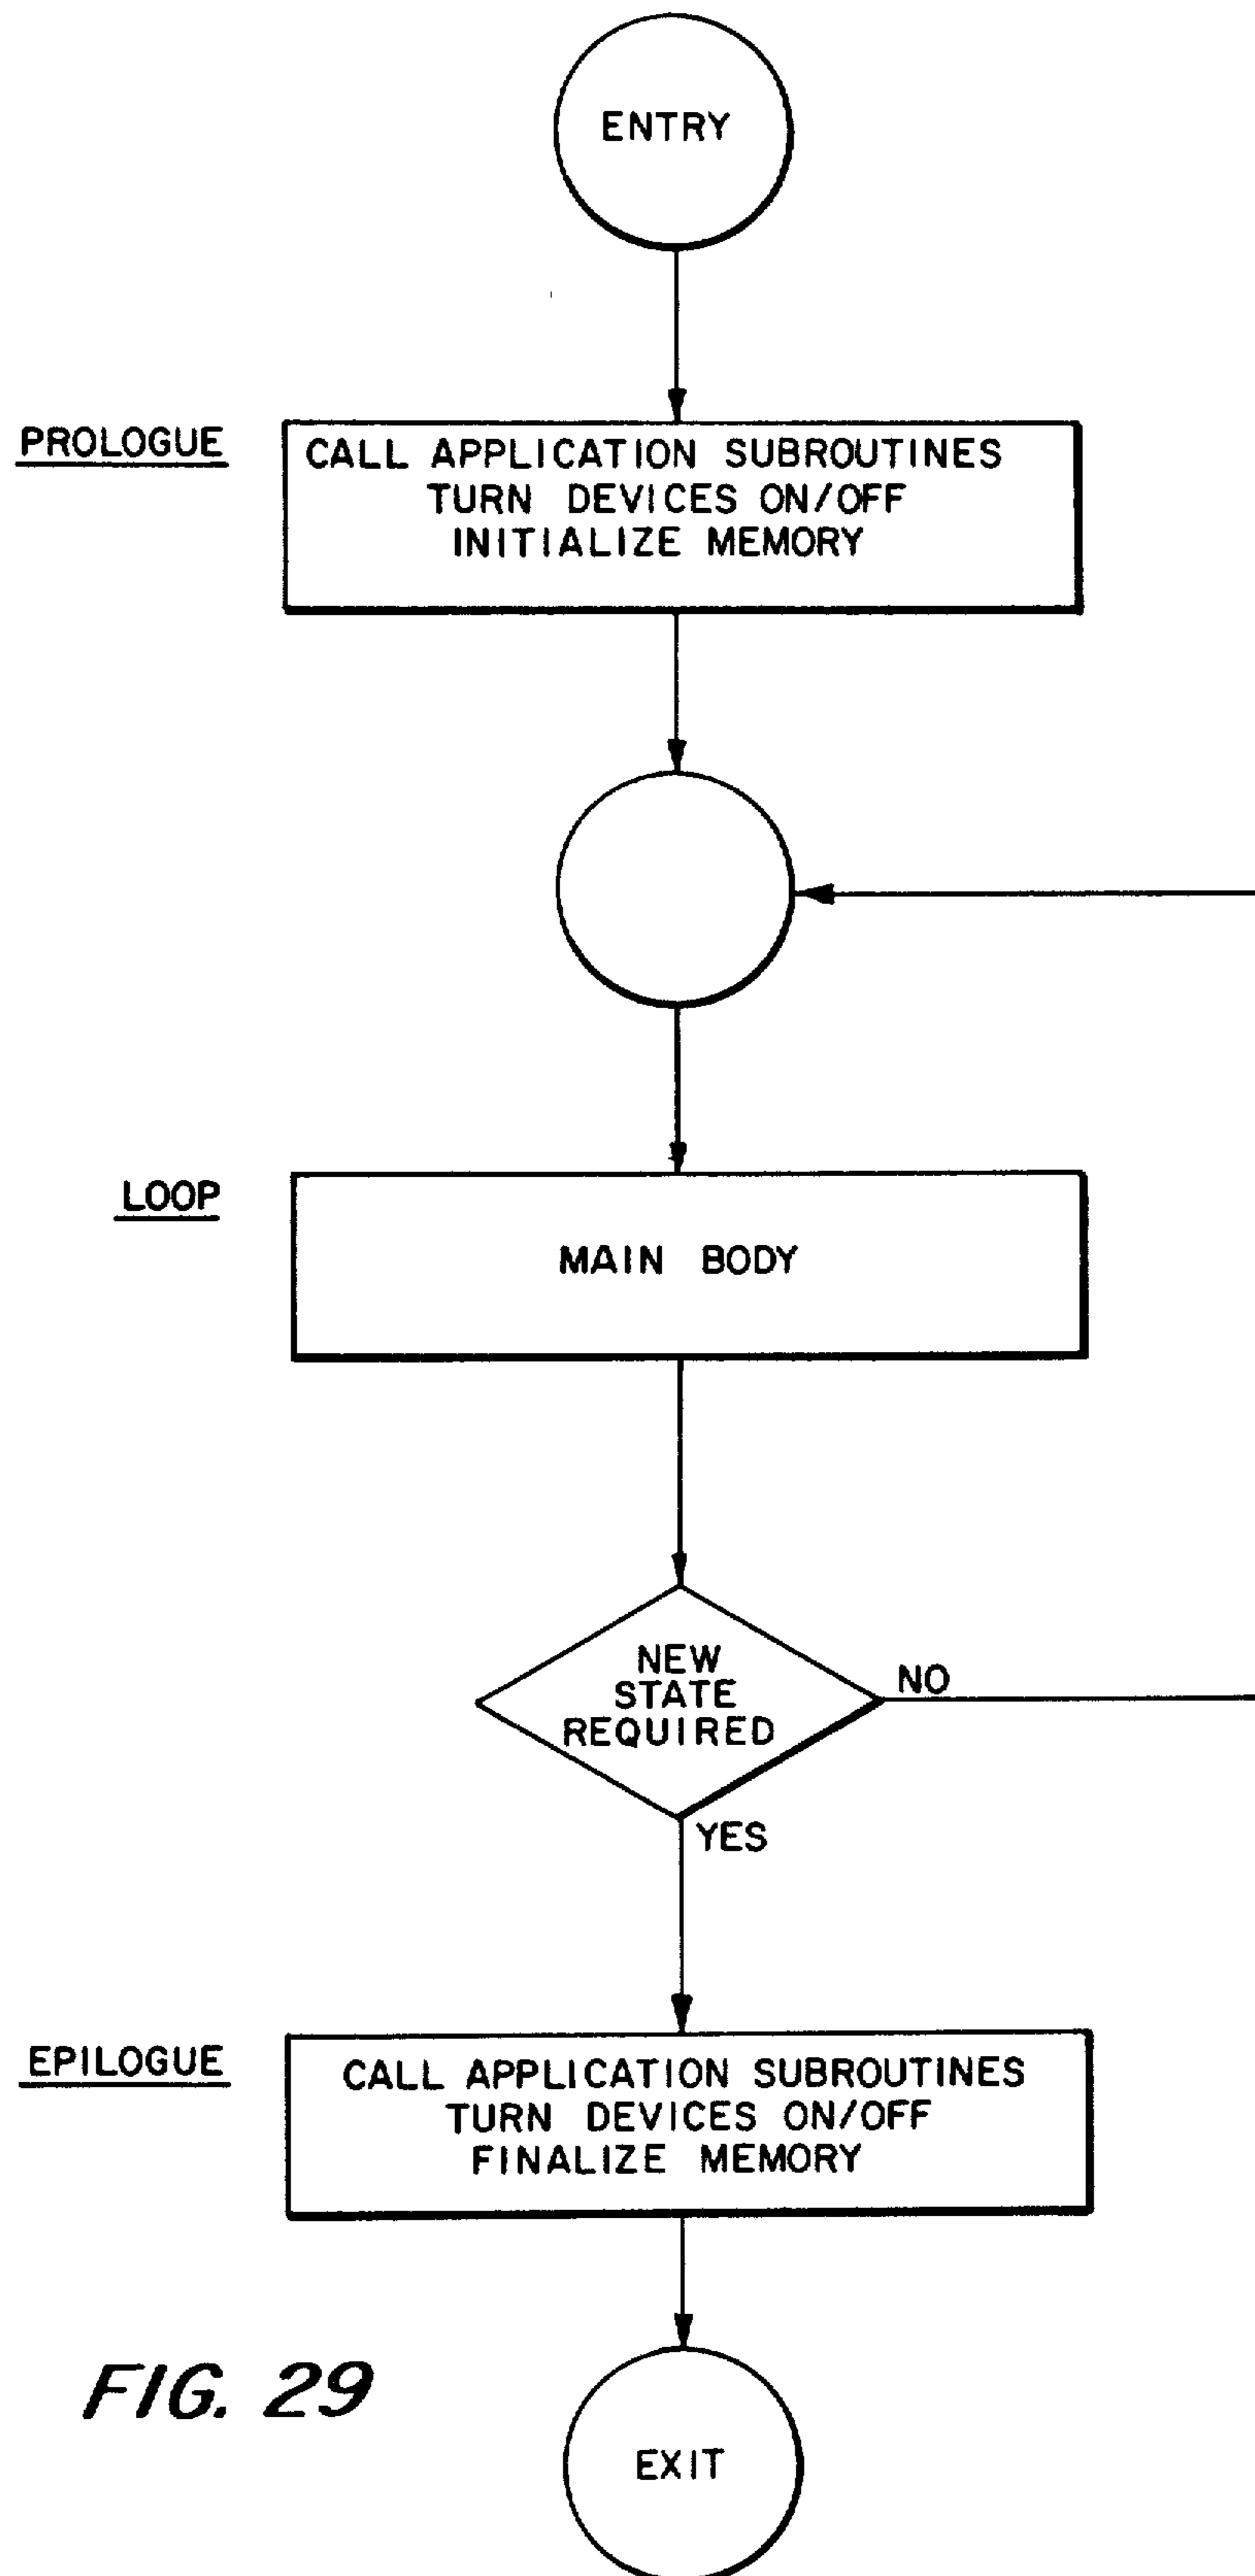 ENTRY
PROLOGUE
CALL APPLICATION SUBROUTINES
TURN DEVICES ON/OFF
INITIALIZE MEMORY
LOOP
MAIN BODY
NEW
STATE
REQUIRED
NO
YES
EPILOGUE
CALL APPLICATION SUBROUTINES
TURN DEVICES ON/OFF
FINALIZE MEMORY
FIG. 29
EXIT